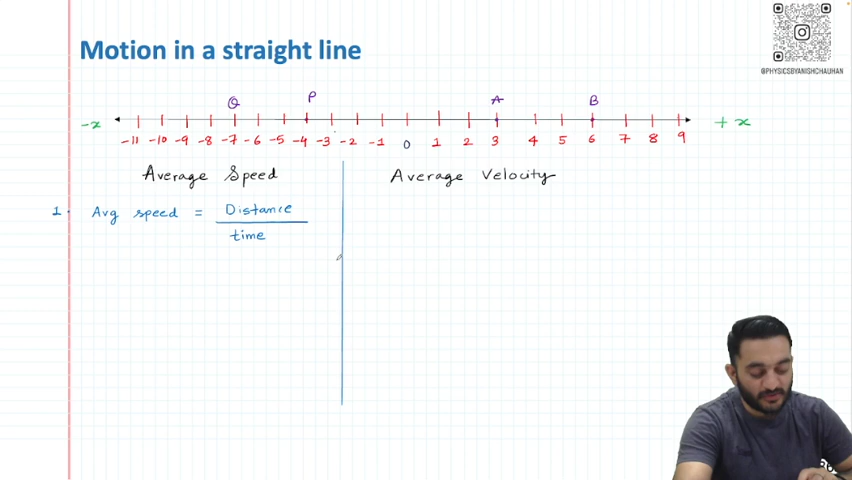 Motion in a straight line
@PHYSICSBYANISHCHAUHAN
Q P A B
-x
+x
-11 -10 -9 -8 -7 -6 -5 -4 -3 -2 -1 0 1 2 3 4 5 6 7 8 9
Average Speed
Average Velocity
1. Avg speed = Distance
time